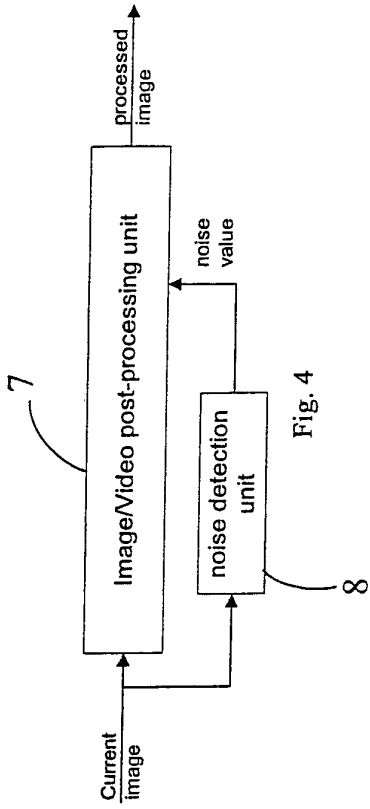 7
Current
image
Image/Video post-processing unit
processed
image
noise
value
noise detection
unit
8
Fig. 4